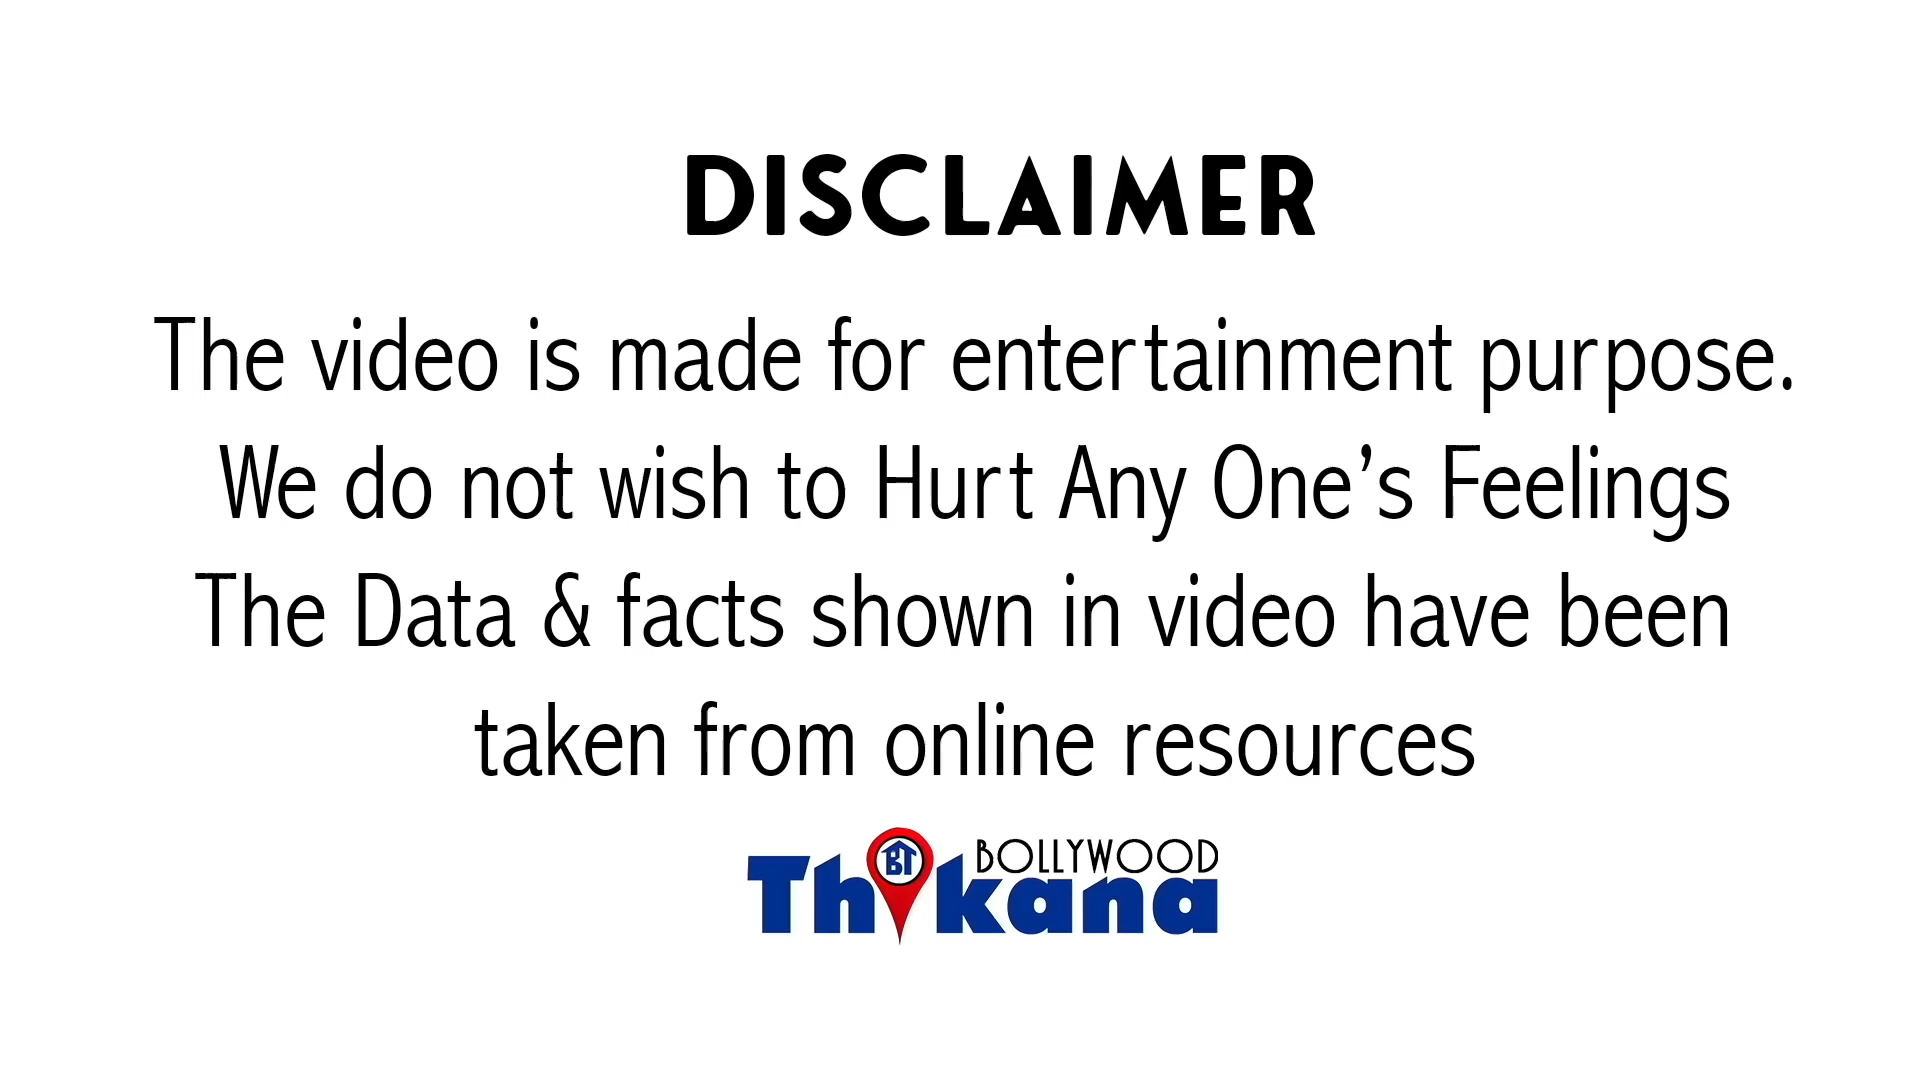 DISCLAIMER
The video is made for entertainment purpose.
We do not wish to Hurt Any One’s Feelings
The Data & facts shown in video have been
taken from online resources
BT BOLLYWOOD
Thikana